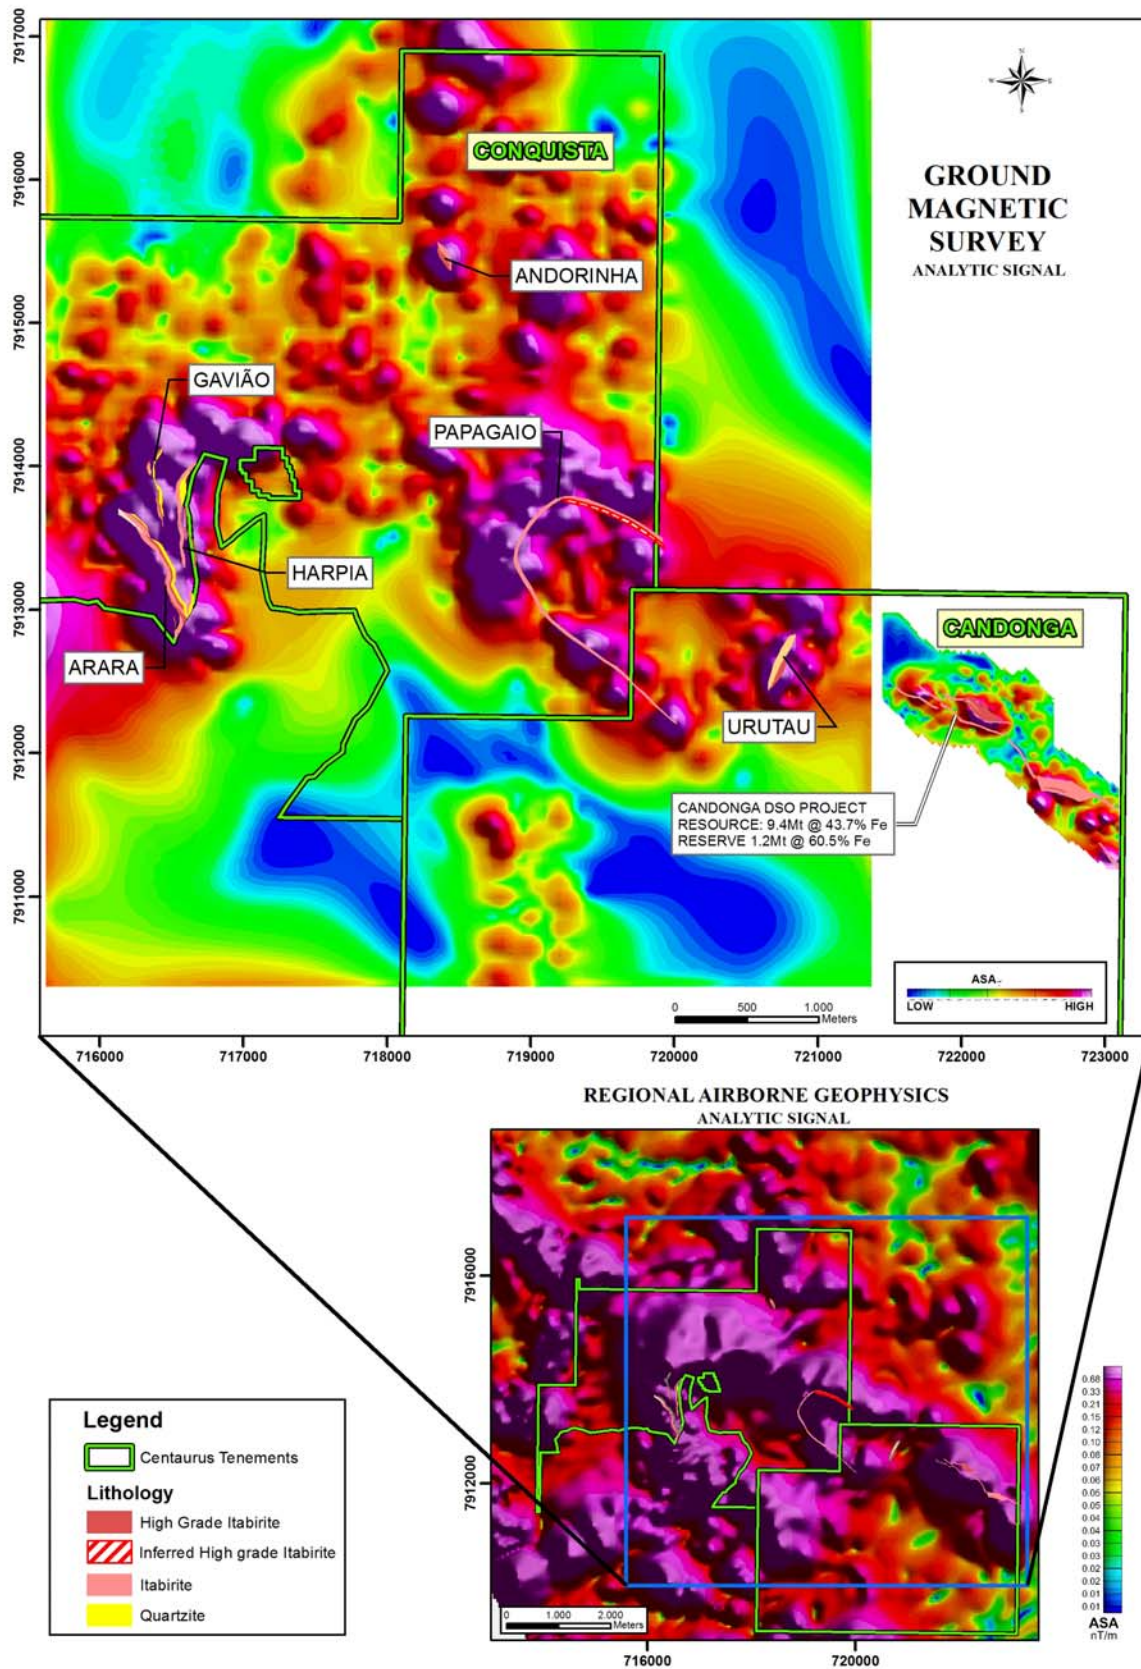 7917000
7916000
7915000
7914000
7913000
7912000
7911000
N
W
E
S
CONQUISTA
GROUND
MAGNETIC
SURVEY
ANALYTIC SIGNAL
ANDORINHA
GAVIÃO
PAPAGAIO
HARPIA
ARARA
CANDONGA
URUTAU
CANDONGA DSO PROJECT
RESOURCE: 9.4Mt @ 43.7% Fe
RESERVE 1.2Mt @ 60.5% Fe
ASA
LOW
HIGH
0 500 1.000
Meters
716000 717000 718000 719000 720000 721000 722000 723000
REGIONAL AIRBORNE GEOPHYSICS
ANALYTIC SIGNAL
7916000
7912000
0 1.000 2.000
Meters
716000 720000
0.68
0.33
0.21
0.15
0.12
0.10
0.08
0.07
0.06
0.05
0.05
0.04
0.04
0.03
0.03
0.02
0.02
0.01
0.01
ASA
nT/m
Legend
Centaurus Tenements
Lithology
High Grade Itabirite
Inferred High grade Itabirite
Itabirite
Quartzite